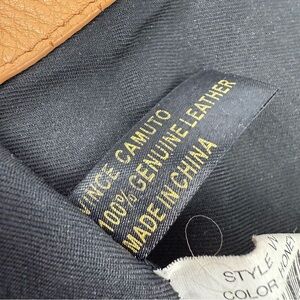 VINCE CAMUTO
100% GENUINE LEATHER
MADE IN CHINA
STYLE
COLOR